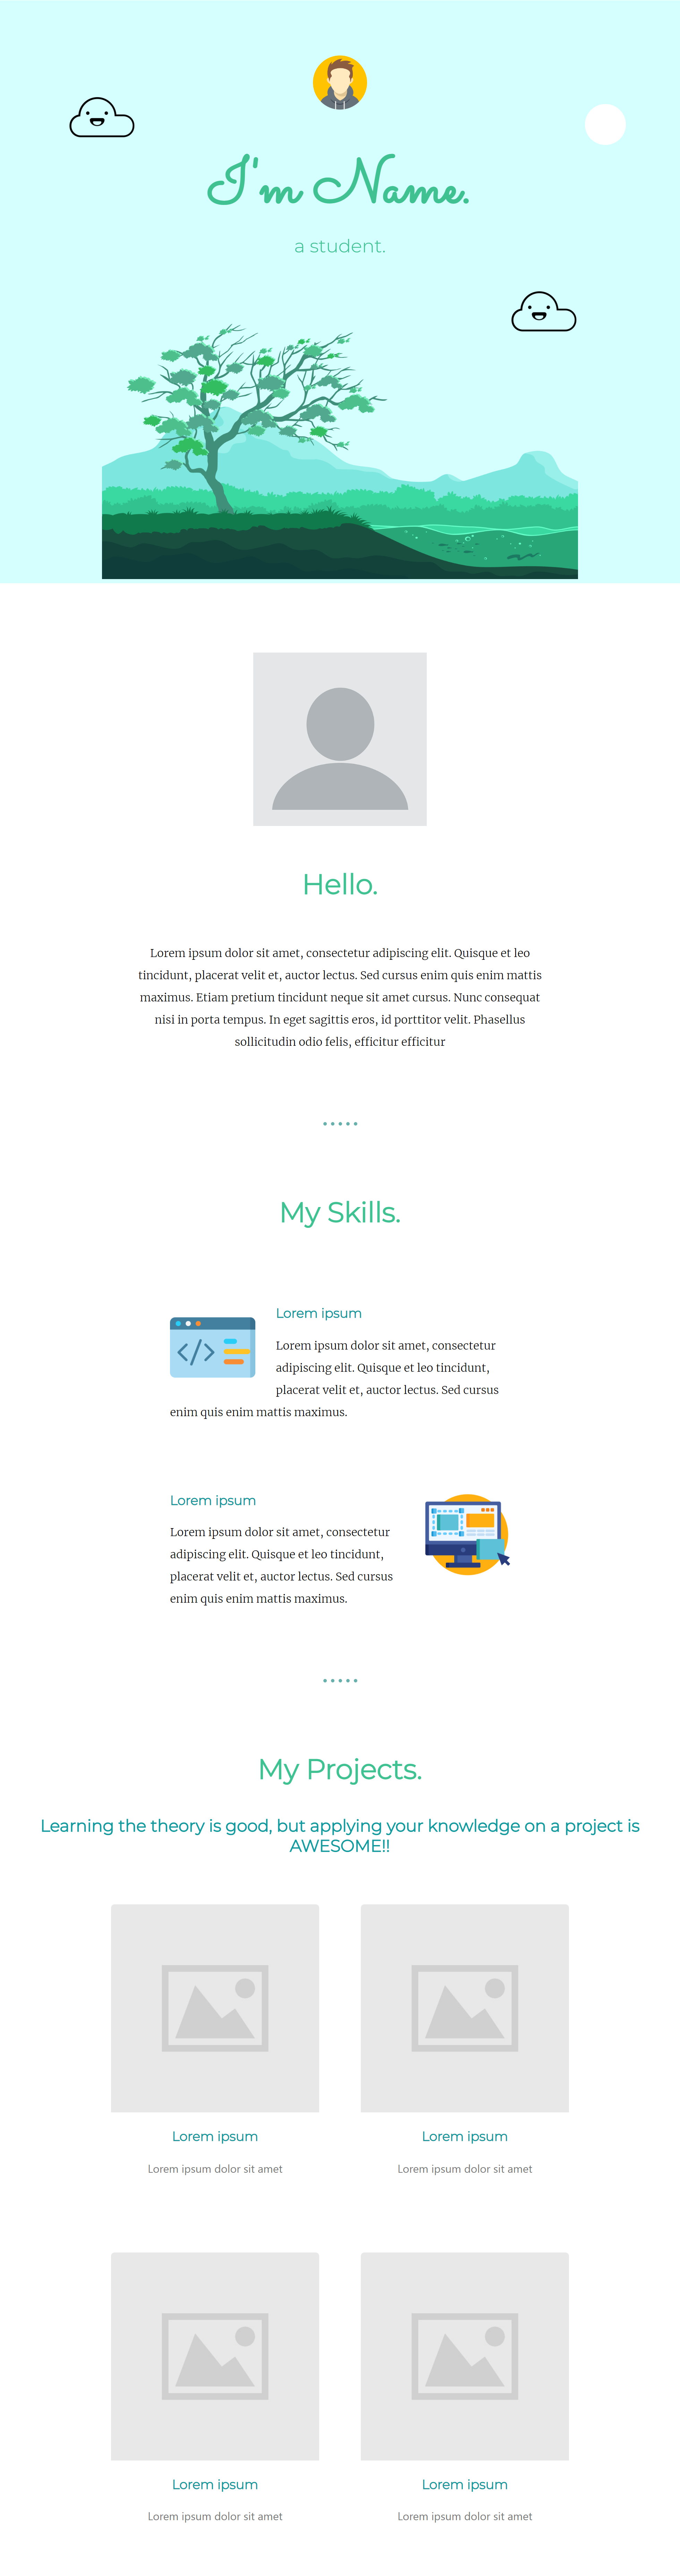 I'm Name.
a student.
Hello.
Lorem ipsum dolor sit amet, consectetur adipiscing elit. Quisque et leo
tincidunt, placerat velit et, auctor lectus. Sed cursus enim quis enim mattis
maximus. Etiam pretium tincidunt neque sit amet cursus. Nunc consequat
nisi in porta tempus. In eget sagittis eros, id porttitor velit. Phasellus
sollicitudin odio felis, efficitur efficitur
My Skills.
Lorem ipsum
Lorem ipsum dolor sit amet, consectetur
adipiscing elit. Quisque et leo tincidunt,
placerat velit et, auctor lectus. Sed cursus
enim quis enim mattis maximus.
Lorem ipsum
Lorem ipsum dolor sit amet, consectetur
adipiscing elit. Quisque et leo tincidunt,
placerat velit et, auctor lectus. Sed cursus
enim quis enim mattis maximus.
My Projects.
Learning the theory is good, but applying your knowledge on a project is
AWESOME!!
Lorem ipsum
Lorem ipsum dolor sit amet
Lorem ipsum
Lorem ipsum dolor sit amet
Lorem ipsum
Lorem ipsum dolor sit amet
Lorem ipsum
Lorem ipsum dolor sit amet